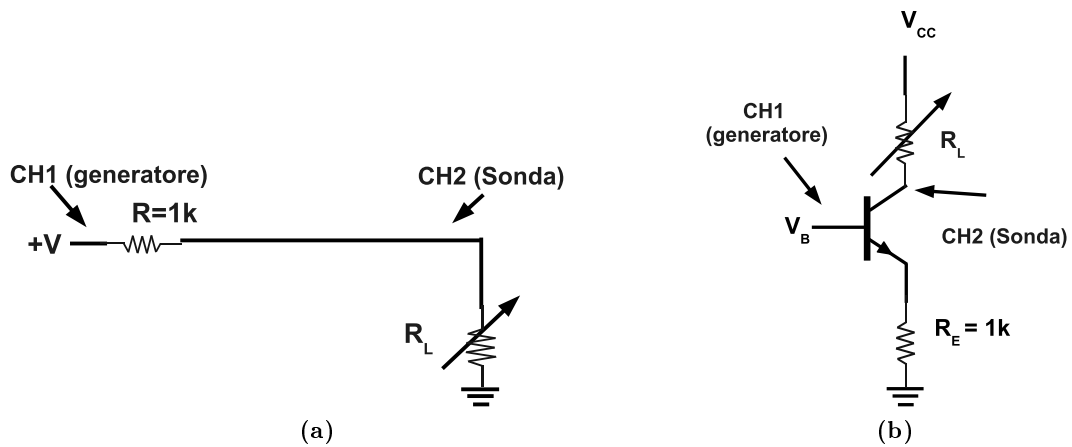 CH1 (generatore)
R=1k
+V
CH2 (Sonda)
R_L
(a)
V_CC
CH1
(generatore)
R_L
V_B
CH2 (Sonda)
R_E = 1k
(b)